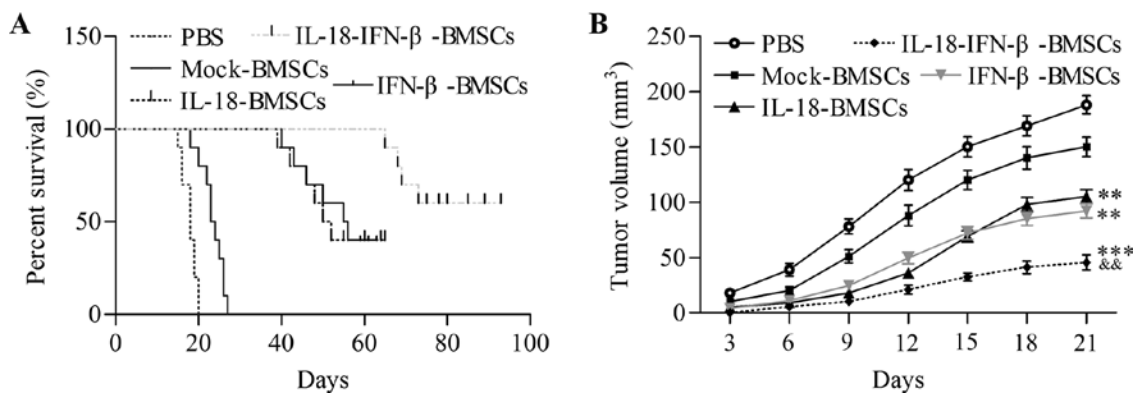 A
150
100
50
0
Percent survival (%)
PBS
IL-18-IFN-β -BMSCs
Mock-BMSCs
IFN-β -BMSCs
IL-18-BMSCs
0 20 40 60 80 100
Days
B
250
200
150
100
50
0
Tumor volume (mm³)
PBS
IL-18-IFN-β -BMSCs
Mock-BMSCs
IFN-β -BMSCs
IL-18-BMSCs
**
**
***
&&
3 6 9 12 15 18 21
Days